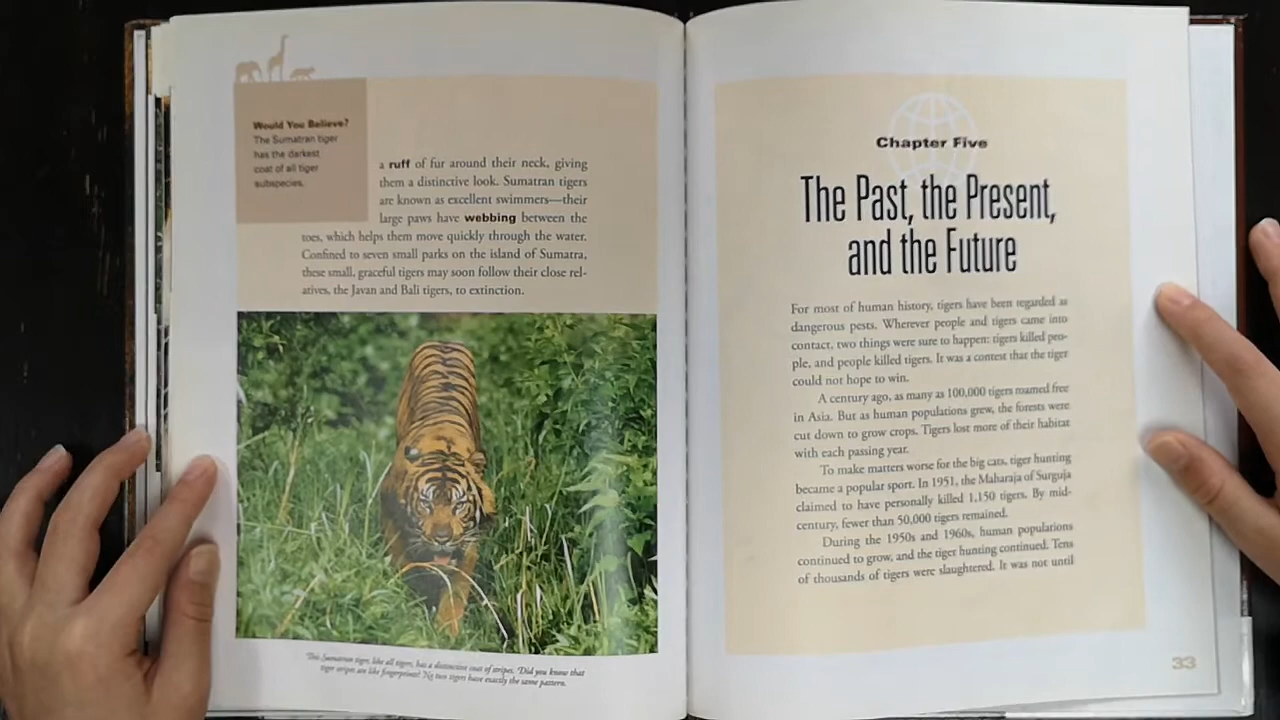 Would You Believe?
The Sumatran tiger
has the darkest
coat of all tiger
subspecies.
a ruff of fur around their neck, giving
them a distinctive look. Sumatran tigers
are known as excellent swimmers—their
large paws have webbing between the
toes, which helps them move quickly through the water.
Confined to seven small parks on the island of Sumatra,
these small, graceful tigers may soon follow their close rel-
atives, the Javan and Bali tigers, to extinction.
This Sumatran tiger, like all tigers, has a distinctive coat of stripes. Did you know that
tiger stripes are like fingerprints? No two tigers have exactly the same pattern.
Chapter Five
The Past, the Present,
and the Future
For most of human history, tigers have been regarded as
dangerous pests. Wherever people and tigers came into
contact, two things were sure to happen: tigers killed peo-
ple, and people killed tigers. It was a contest that the tiger
could not hope to win.
A century ago, as many as 100,000 tigers roamed free
in Asia. But as human populations grew, the forests were
cut down to grow crops. Tigers lost more of their habitat
with each passing year.
To make matters worse for the big cats, tiger hunting
became a popular sport. In 1951, the Maharaja of Surguja
claimed to have personally killed 1,150 tigers. By mid-
century, fewer than 50,000 tigers remained.
During the 1950s and 1960s, human populations
continued to grow, and the tiger hunting continued. Tens
of thousands of tigers were slaughtered. It was not until
33